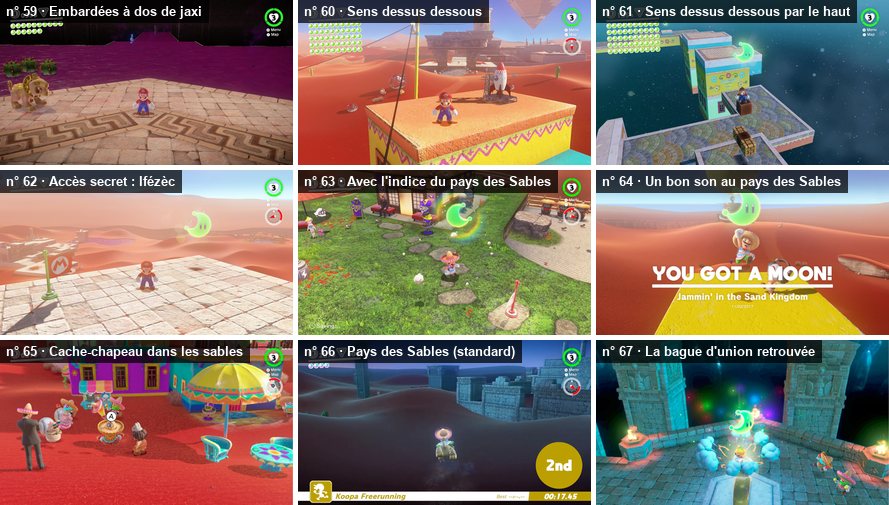 n° 59 · Embardées à dos de jaxi
n° 60 · Sens dessus dessous
n° 61 · Sens dessus dessous par le haut
n° 62 · Accès secret : Ifézèc
n° 63 · Avec l'indice du pays des Sables
n° 64 · Un bon son au pays des Sables
YOU GOT A MOON!
Jammin' in the Sand Kingdom
n° 65 · Cache-chapeau dans les sables
n° 66 · Pays des Sables (standard)
2nd
Koopa Freerunning
00:17.45
n° 67 · La bague d'union retrouvée